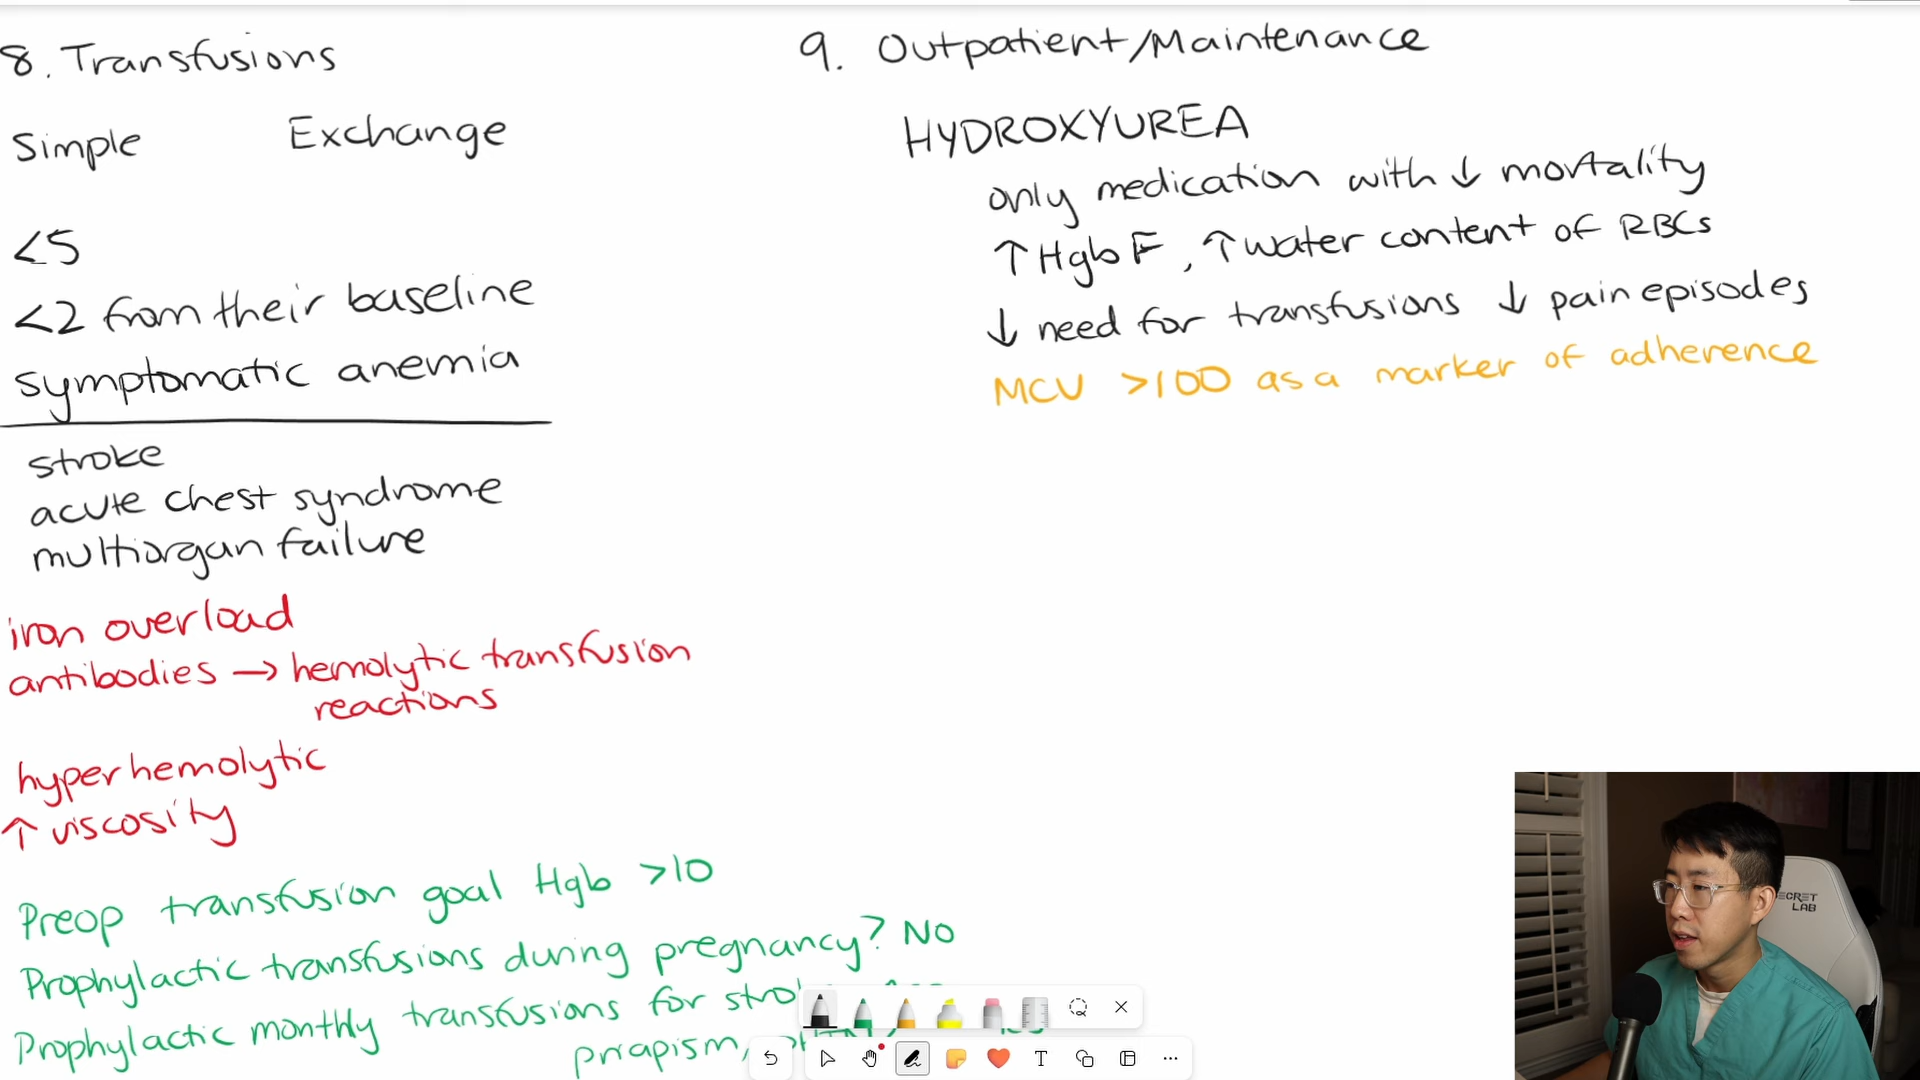 8. Transfusions
Simple Exchange
<5
<2 from their baseline
symptomatic anemia
stroke
acute chest syndrome
multiorgan failure
iron overload
antibodies → hemolytic transfusion
reactions
hyperhemolytic
↑ viscosity
Preop transfusion goal Hgb >10
Prophylactic transfusions during pregnancy? No
Prophylactic monthly transfusions for
priapism,
9. Outpatient/Maintenance
HYDROXYUREA
only medication with ↓ mortality
↑ Hgb F, ↑ water content of RBCs
↓ need for transfusions ↓ pain episodes
MCV >100 as a marker of adherence
SECRET
LAB
T